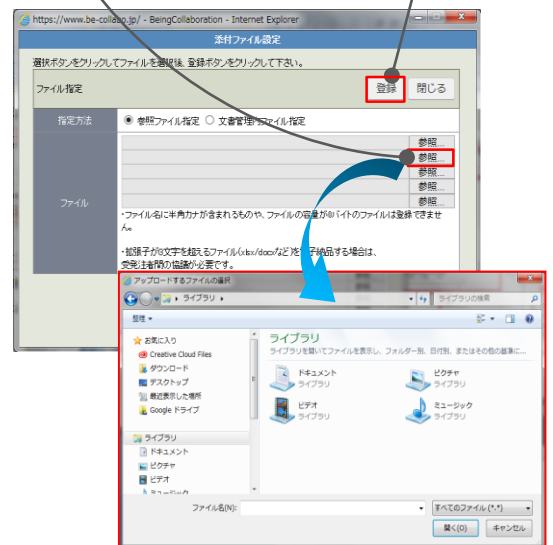 https://www.be-collabo.jp/ - BeingCollaboration - Internet Explorer
添付ファイル設定
選択ボタンをクリックしてファイルを選択後、登録ボタンをクリックして下さい。
ファイル指定
登録
閉じる
指定方法
参照ファイル指定
文書管理内ファイル指定
ファイル
参照...
参照...
参照...
参照...
参照...
・ファイル名に半角カナが含まれるものや、ファイルの容量が0バイトのファイルは登録できませ
ん。
・拡張子が3文字を超えるファイル(xlsx/docxなど)を電子納品する場合は、
受発注者間の協議が必要です。
アップロードするファイルの選択
ライブラリ
ライブラリの検索
整理
お気に入り
Creative Cloud Files
ダウンロード
デスクトップ
最近表示した場所
Google ドライブ
ライブラリ
ドキュメント
ピクチャ
ビデオ
ミュージック
ライブラリ
ライブラリを開いてファイルを表示し、フォルダー別、日付別、またはその他の基準に...
ドキュメント
ライブラリ
ピクチャ
ライブラリ
ビデオ
ライブラリ
ミュージック
ライブラリ
ファイル名(N):
すべてのファイル (*.*)
開く(O)
キャンセル